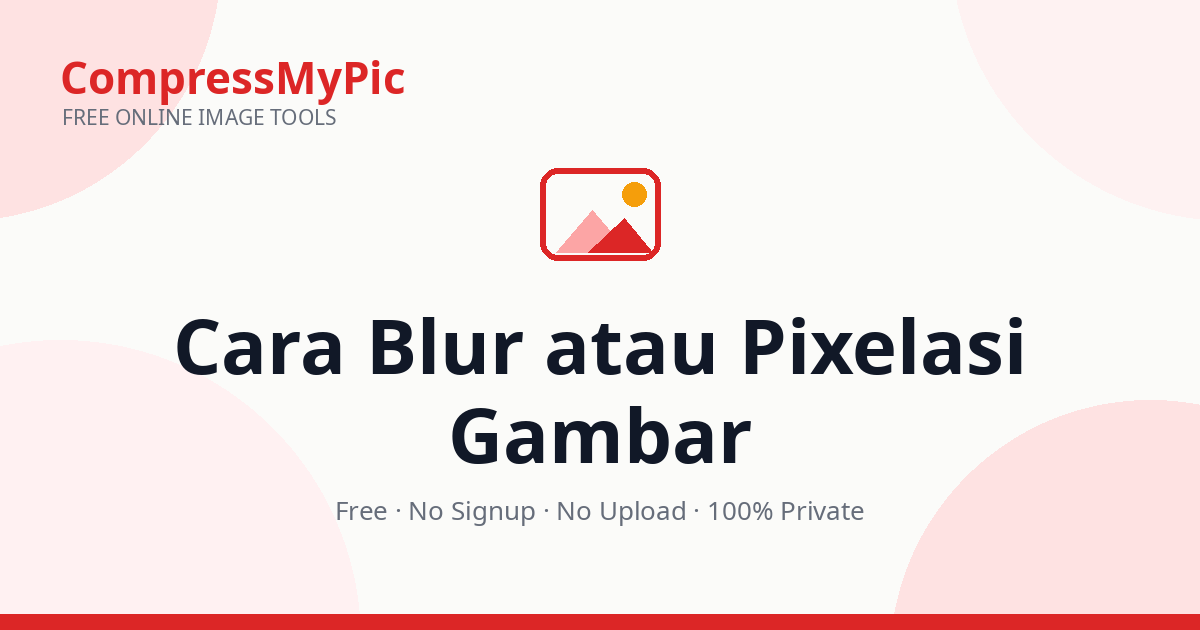 CompressMyPic
FREE ONLINE IMAGE TOOLS
Cara Blur atau Pixelasi
Gambar
Free · No Signup · No Upload · 100% Private